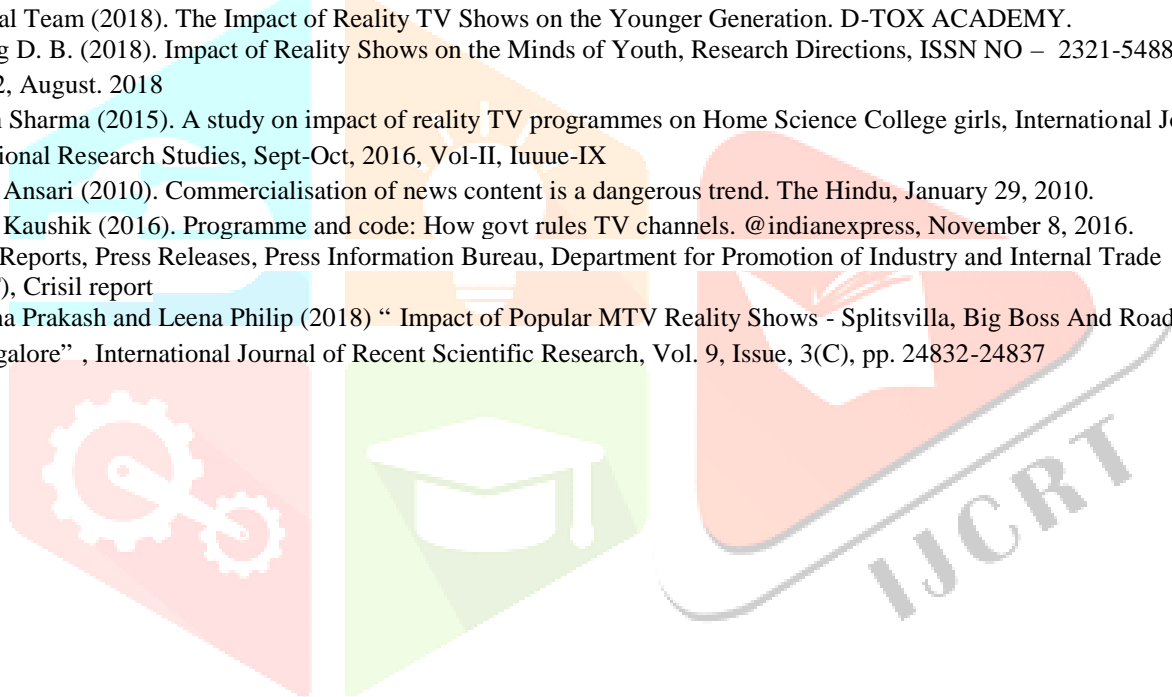 al Team (2018). The Impact of Reality TV Shows on the Younger Generation. D-TOX ACADEMY.
g D. B. (2018). Impact of Reality Shows on the Minds of Youth, Research Directions, ISSN NO – 2321-5488
2, August. 2018
Sharma (2015). A study on impact of reality TV programmes on Home Science College girls, International
ional Research Studies, Sept-Oct, 2016, Vol-II, Iuuue-IX
Ansari (2010). Commercialisation of news content is a dangerous trend. The Hindu, January 29, 2010.
Kaushik (2016). Programme and code: How govt rules TV channels. @indianexpress, November 8, 2016.
Reports, Press Releases, Press Information Bureau, Department for Promotion of Industry and Internal Trade
), Crisil report
na Prakash and Leena Philip (2018) “ Impact of Popular MTV Reality Shows - Splitsvilla, Big Boss And Road
galore” , International Journal of Recent Scientific Research, Vol. 9, Issue, 3(C), pp. 24832-24837
IJCRT